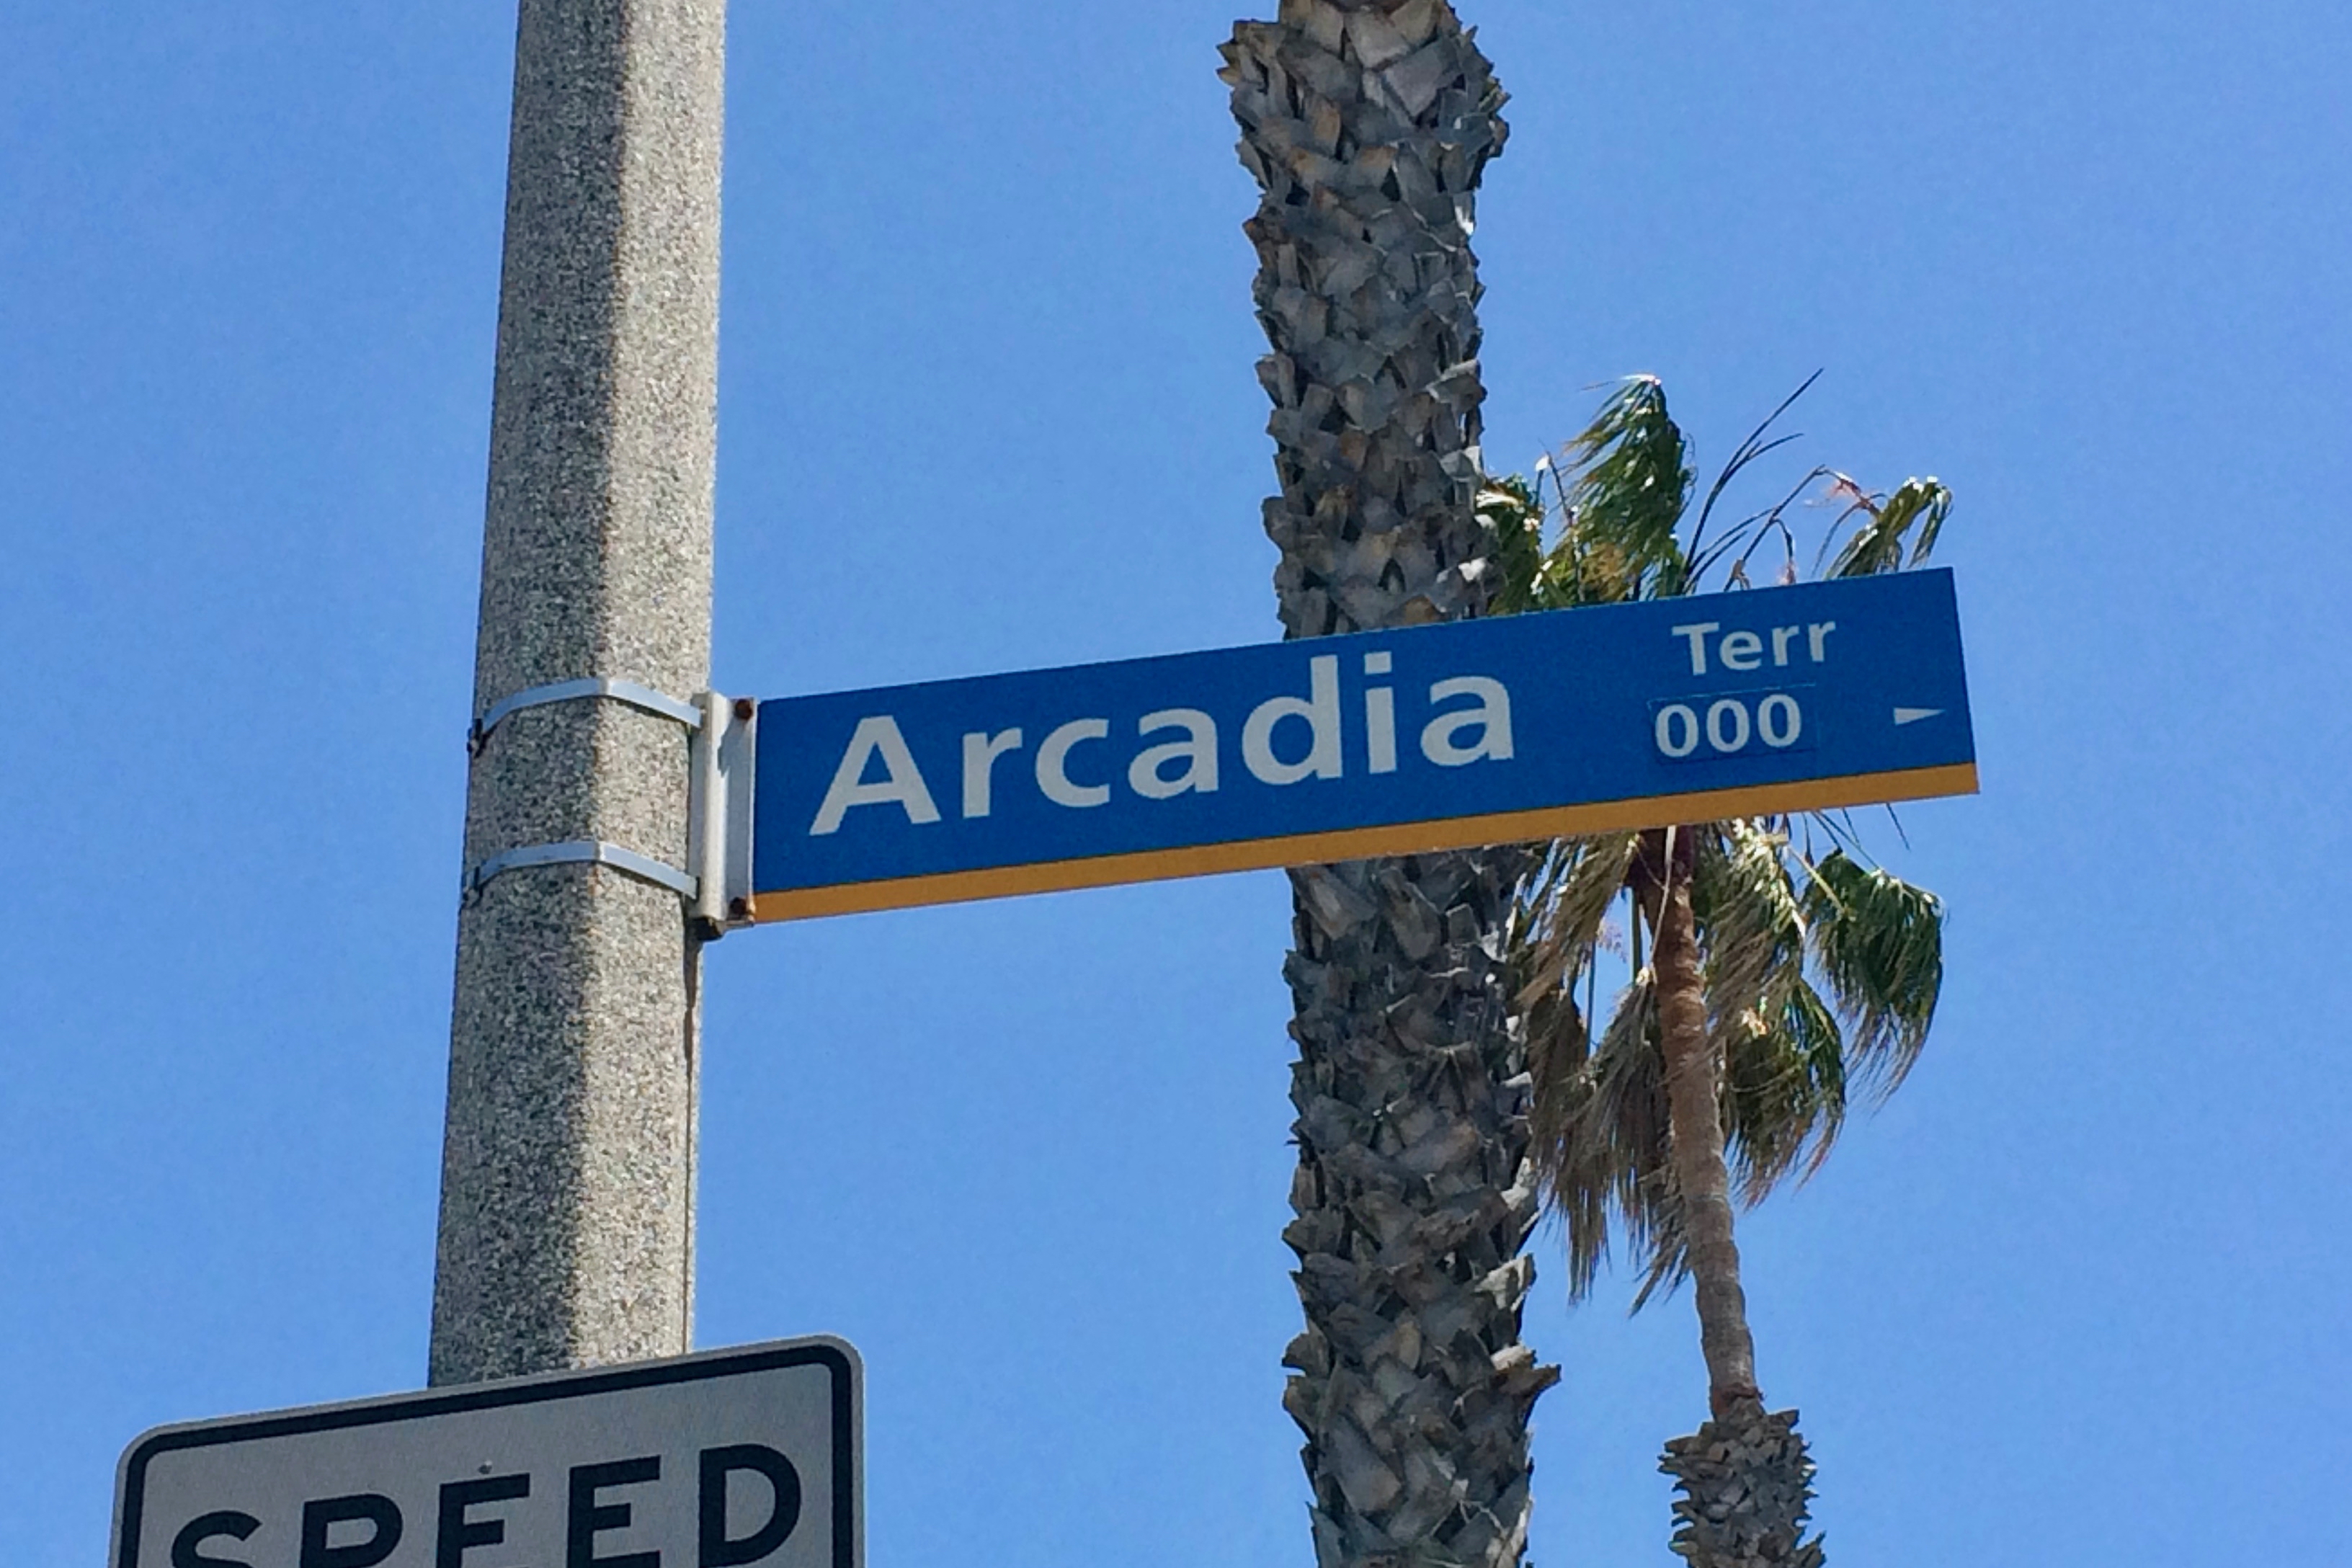 Arcadia
Terr
000
SPEED